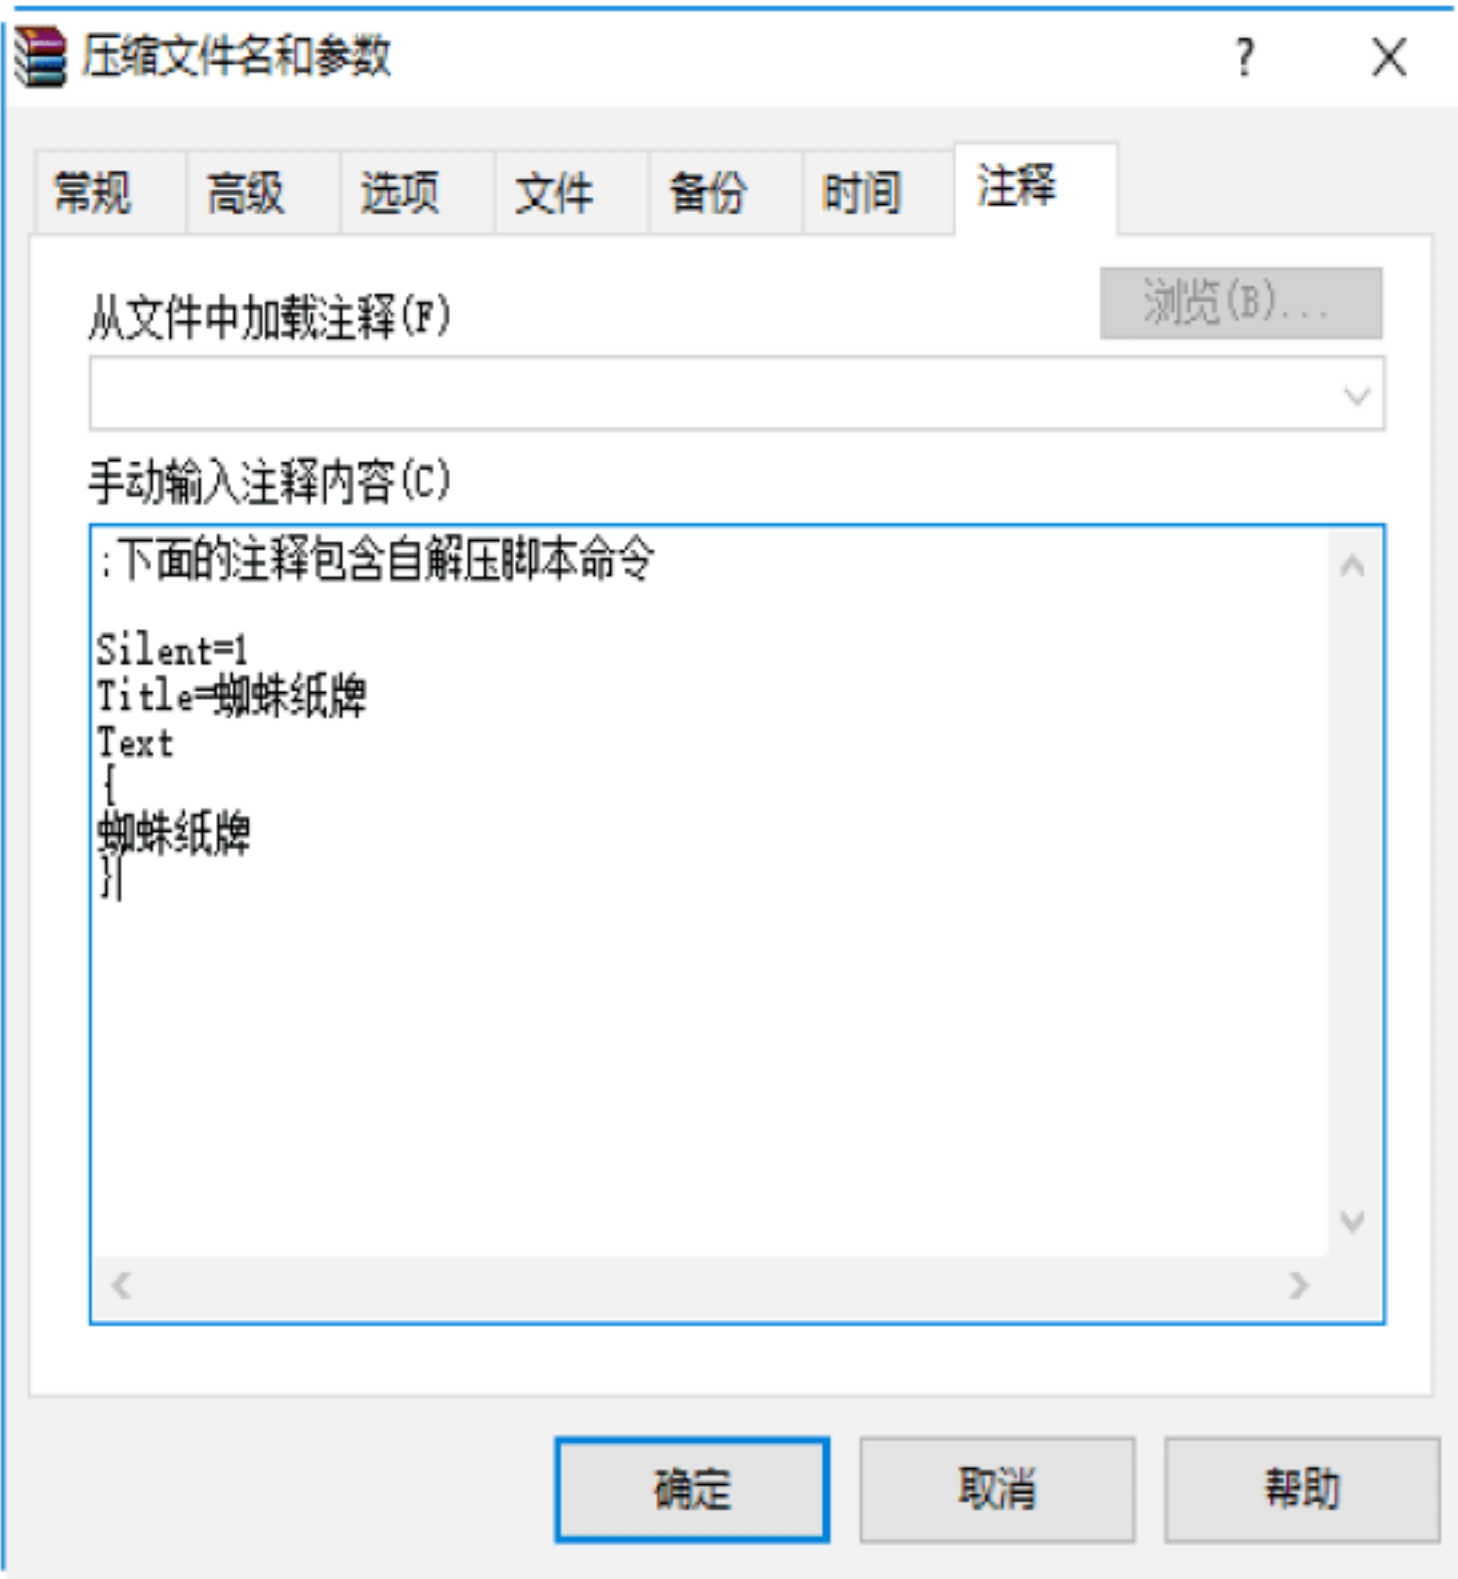 压缩文件名和参数 ? X
常规 高级 选项 文件 备份 时间 注释
从文件中加载注释(F) 浏览(B)...
手动输入注释内容(C)
:下面的注释包含自解压脚本命令
Silent=1
Title=蜘蛛纸牌
Text
{
蜘蛛纸牌
}
确定 取消 帮助